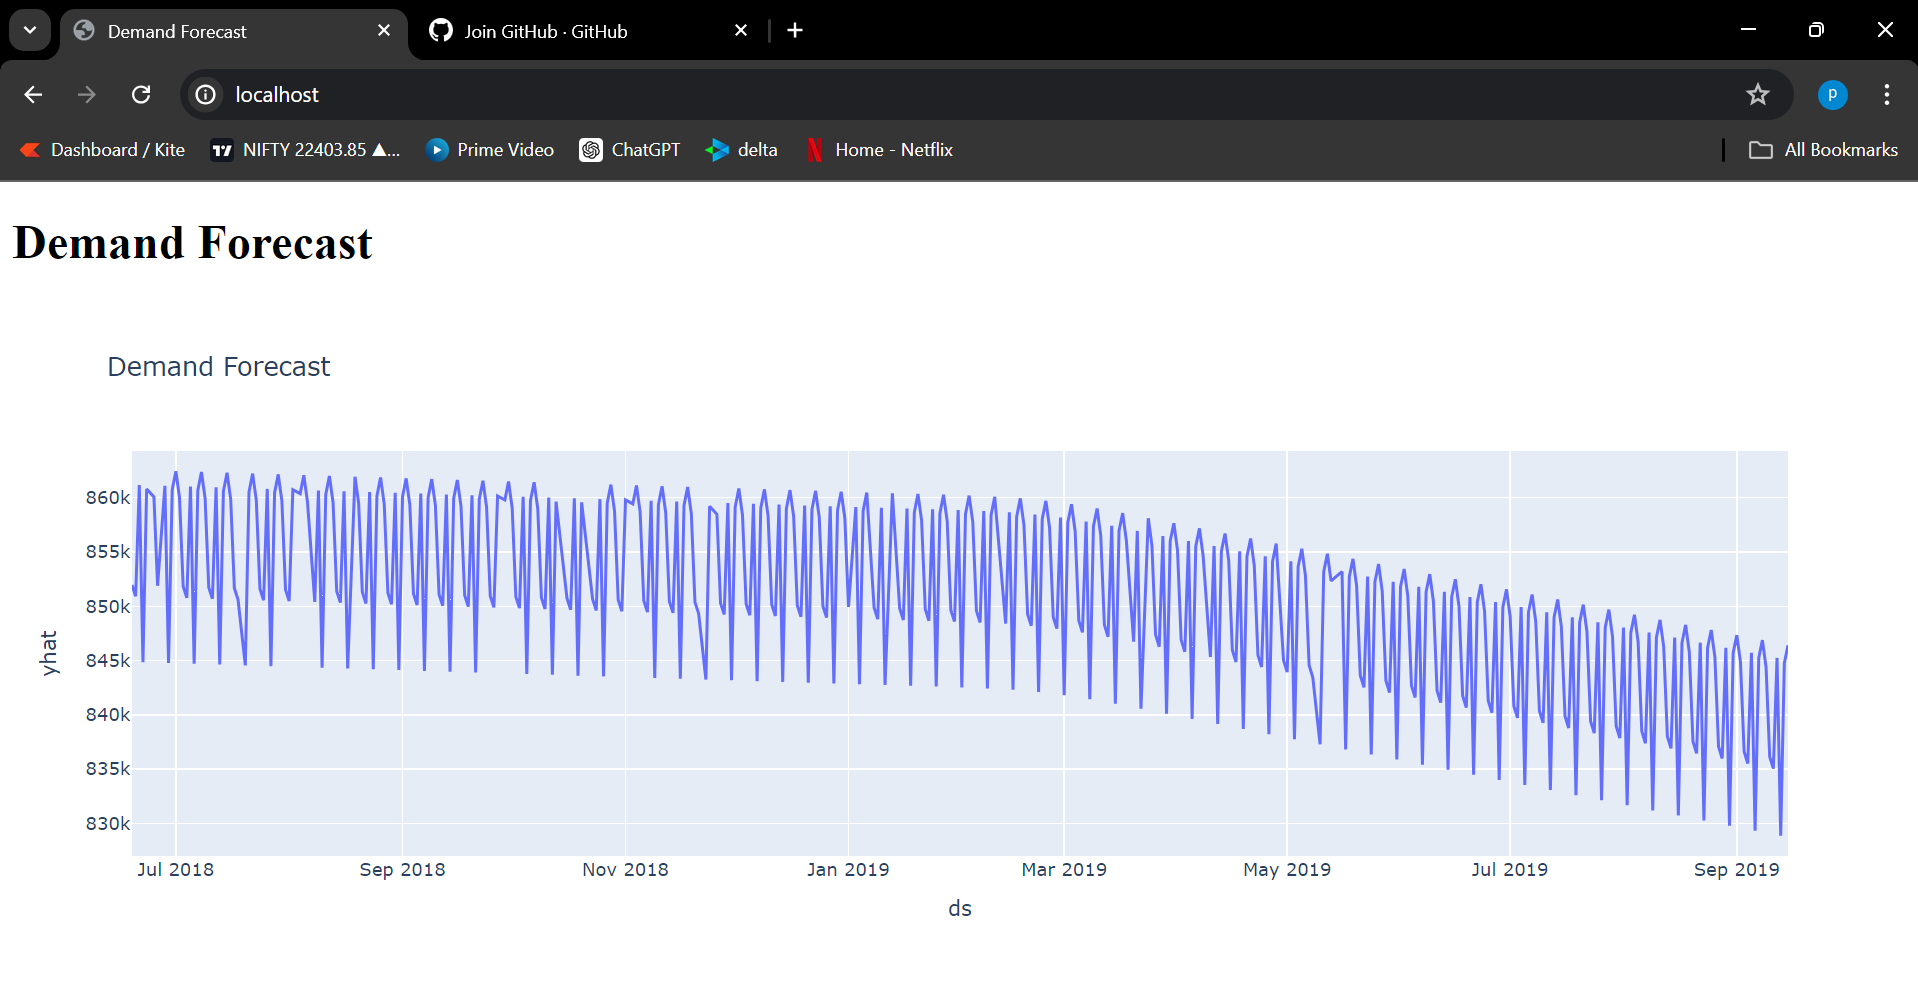 Demand Forecast
Join GitHub · GitHub
localhost
p
Dashboard / Kite
NIFTY 22403.85 ▲...
Prime Video
ChatGPT
delta
Home - Netflix
All Bookmarks
Demand Forecast
Demand Forecast
860k
855k
850k
845k
840k
835k
830k
yhat
Jul 2018
Sep 2018
Nov 2018
Jan 2019
Mar 2019
May 2019
Jul 2019
Sep 2019
ds